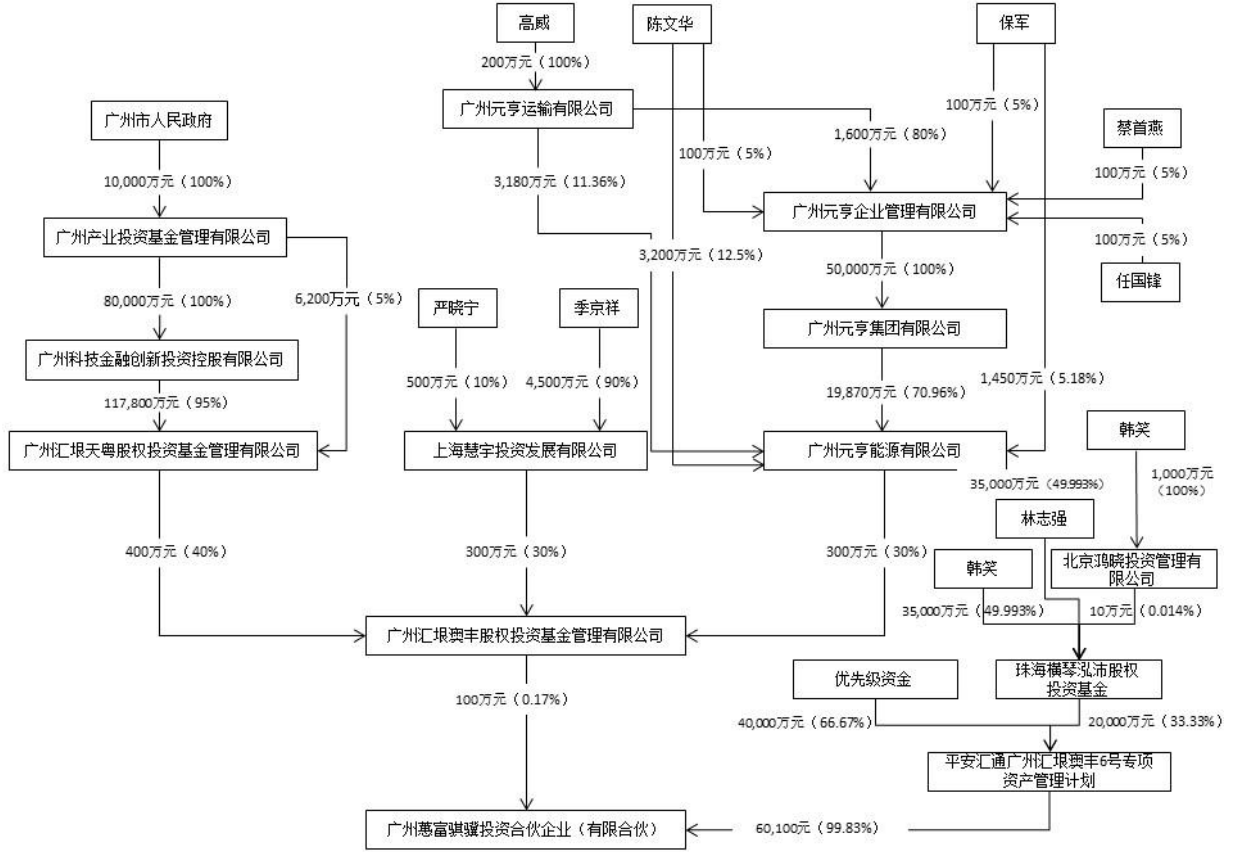 高威
陈文华
保军
200万元（100%）
广州元亨运输有限公司
广州市人民政府
100万元（5%）
蔡首燕
1,600万元（80%）
100万元（5%）
10,000万元（100%）
3,180万元（11.36%）
100万元（5%）
广州元亨企业管理有限公司
广州产业投资基金管理有限公司
100万元（5%）
3,200万元（12.5%）
50,000万元（100%）
任国锋
80,000万元（100%）
6,200万元（5%）
严晓宁
季京祥
广州元亨集团有限公司
广州科技金融创新投资控股有限公司
500万元（10%）
4,500万元（90%）
1,450万元（5.18%）
19,870万元（70.96%）
117,800万元（95%）
韩笑
广州汇垠天粤股权投资基金管理有限公司
上海慧宇投资发展有限公司
广州元亨能源有限公司
1,000万元
（100%）
35,000万元（49.993%）
林志强
400万元（40%）
300万元（30%）
300万元（30%）
韩笑
北京鸿晓投资管理有
限公司
35,000万元（49.993%）
10万元（0.014%）
广州汇垠澳丰股权投资基金管理有限公司
珠海横琴泓沛股权
投资基金
优先级资金
100万元（0.17%）
40,000万元（66.67%）
20,000万元（33.33%）
平安汇通广州汇垠澳丰6号专项
资产管理计划
广州蕙富骐骥投资合伙企业（有限合伙）
60,100元（99.83%）